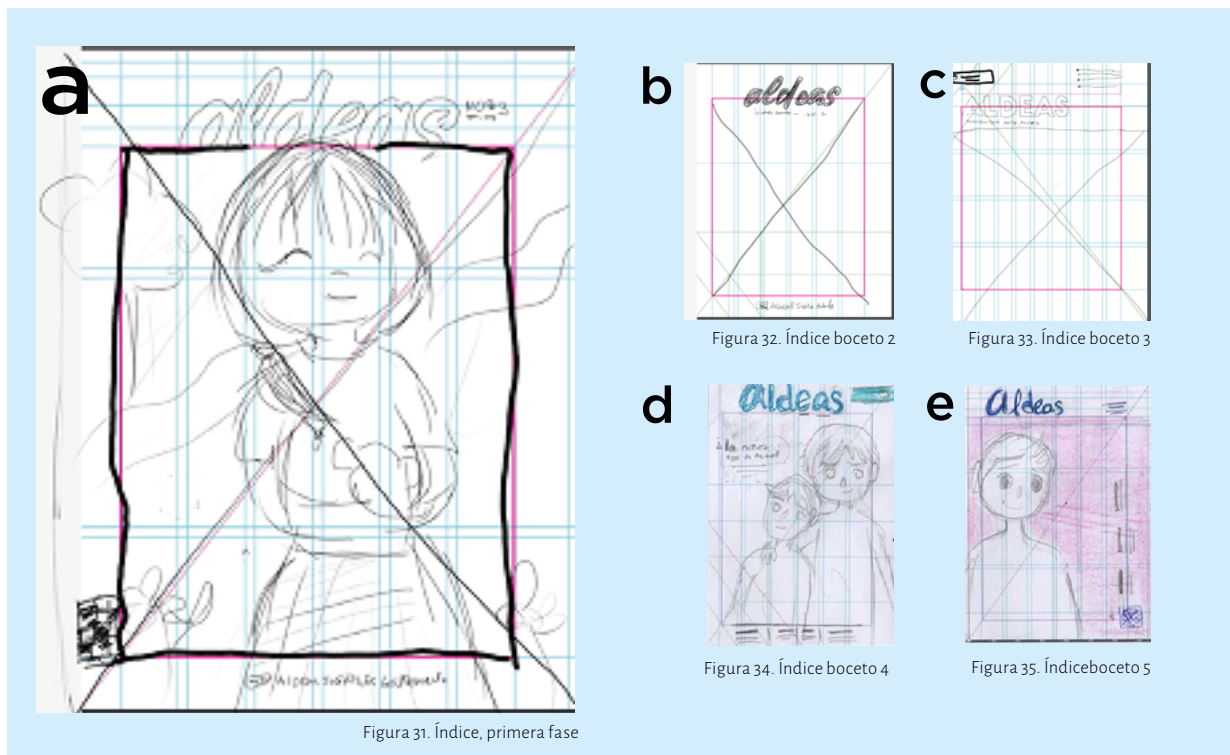 a
aldeas
Figura 31. Índice, primera fase
b
aldeas
Figura 32. Índice boceto 2
c
ALDEAS
Figura 33. Índice boceto 3
d
aldeas
Figura 34. Índice boceto 4
e
Aldeas
Figura 35. Índiceboceto 5